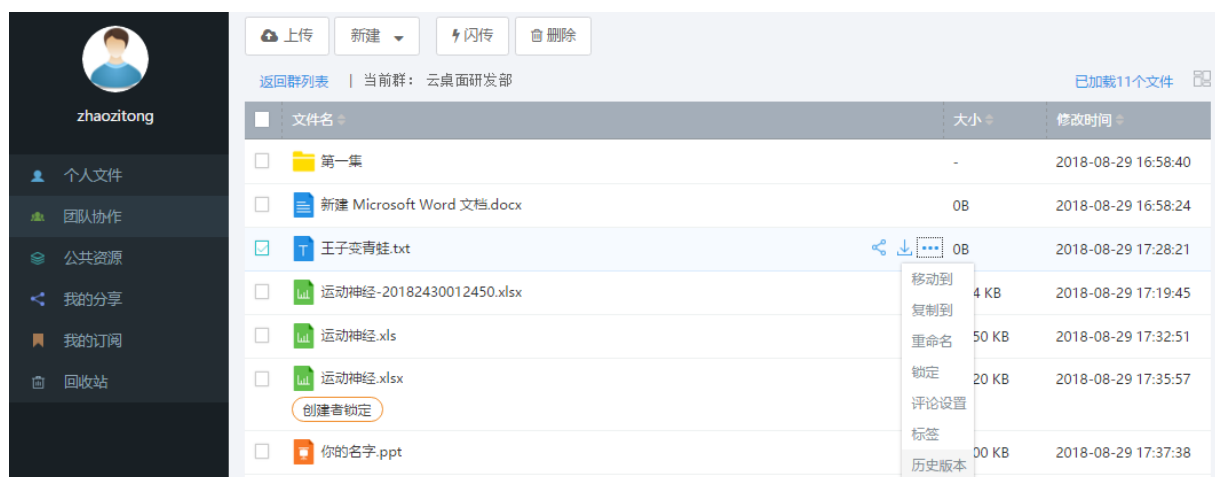 上传 新建 闪传 删除
返回群列表 | 当前群: 云桌面研发部 已加载11个文件
zhaozitong
文件名 大小 修改时间
个人文件
团队协作
公共资源
我的分享
我的订阅
回收站
第一集 - 2018-08-29 16:58:40
新建 Microsoft Word 文档.docx 0B 2018-08-29 16:58:24
王子变青蛙.txt 0B 2018-08-29 17:28:21
运动神经-20182430012450.xlsx 4 KB 2018-08-29 17:19:45
运动神经.xls 50 KB 2018-08-29 17:32:51
运动神经.xlsx 20 KB 2018-08-29 17:35:57
创建者锁定
你的名字.ppt 00 KB 2018-08-29 17:37:38
移动到
复制到
重命名
锁定
评论设置
标签
历史版本